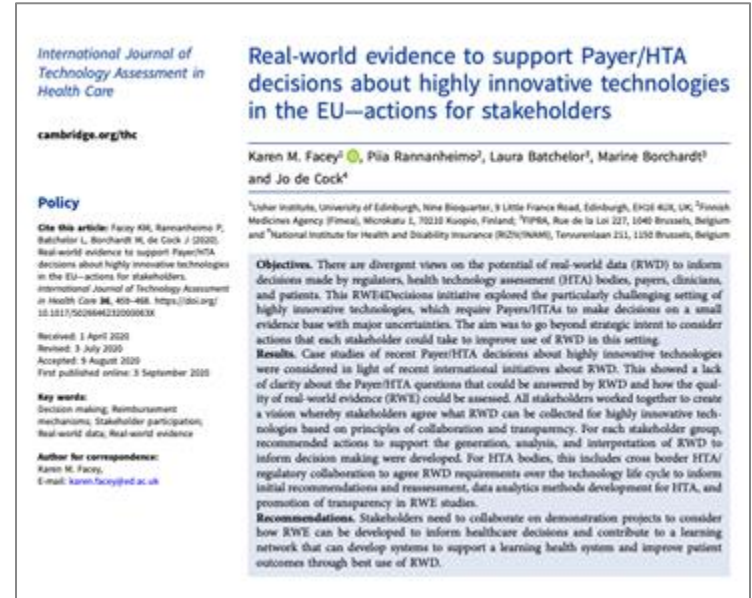 International Journal of
Technology Assessment in
Health Care
cambridge.org/thc
Policy
Cite this article: Facey KM, Rannanheimo P,
Batchelor L, Borchardt M, de Cock J (2020).
Real-world evidence to support Payer/HTA
decisions about highly innovative technologies
in the EU—actions for stakeholders.
International Journal of Technology Assessment
in Health Care 36, 459–468. https://doi.org/
10.1017/S026646232000063X
Received: 1 April 2020
Revised: 3 July 2020
Accepted: 9 August 2020
First published online: 3 September 2020
Key words:
Decision making; Reimbursement
mechanisms; Stakeholder participation;
Real-world data; Real-world evidence
Author for correspondence:
Karen M. Facey,
E-mail: karen.facey@ed.ac.uk
Real-world evidence to support Payer/HTA
decisions about highly innovative technologies
in the EU—actions for stakeholders
Karen M. Facey¹ iD, Piia Rannanheimo², Laura Batchelor³, Marine Borchardt³
and Jo de Cock⁴
¹Usher Institute, University of Edinburgh, Nine Bioquarter, 9 Little France Road, Edinburgh, EH16 4UX, UK; ²Finnish
Medicines Agency (Fimea), Microkatu 1, 70210 Kuopio, Finland; ³FIPRA, Rue de la Loi 227, 1040 Brussels, Belgium
and ⁴National Institute for Health and Disability Insurance (RIZIV/INAMI), Tervurenlaan 211, 1150 Brussels, Belgium
Objectives. There are divergent views on the potential of real-world data (RWD) to inform
decisions made by regulators, health technology assessment (HTA) bodies, payers, clinicians,
and patients. This RWE4Decisions initiative explored the particularly challenging setting of
highly innovative technologies, which require Payers/HTAs to make decisions on a small
evidence base with major uncertainties. The aim was to go beyond strategic intent to consider
actions that each stakeholder could take to improve use of RWD in this setting.
Results. Case studies of recent Payer/HTA decisions about highly innovative technologies
were considered in light of recent international initiatives about RWD. This showed a lack
of clarity about the Payer/HTA questions that could be answered by RWD and how the qual-
ity of real-world evidence (RWE) could be assessed. All stakeholders worked together to create
a vision whereby stakeholders agree what RWD can be collected for highly innovative tech-
nologies based on principles of collaboration and transparency. For each stakeholder group,
recommended actions to support the generation, analysis, and interpretation of RWD to
inform decision making were developed. For HTA bodies, this includes cross border HTA/
regulatory collaboration to agree RWD requirements over the technology life cycle to inform
initial recommendations and reassessment, data analytics methods development for HTA, and
promotion of transparency in RWE studies.
Recommendations. Stakeholders need to collaborate on demonstration projects to consider
how RWE can be developed to inform healthcare decisions and contribute to a learning
network that can develop systems to support a learning health system and improve patient
outcomes through best use of RWD.